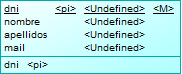 dni <pi> <Undefined> <M>
nombre <Undefined>
apellidos <Undefined>
mail <Undefined>
dni <pi>